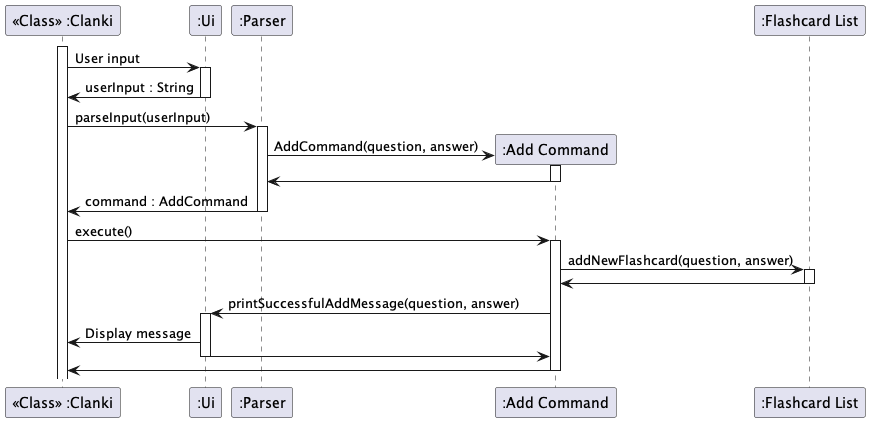 «Class» :Clanki
:Ui
:Parser
:Flashcard List
User input
userInput : String
parseInput(userInput)
AddCommand(question, answer)
:Add Command
command : AddCommand
execute()
addNewFlashcard(question, answer)
printSuccessfulAddMessage(question, answer)
Display message
«Class» :Clanki
:Ui
:Parser
:Add Command
:Flashcard List